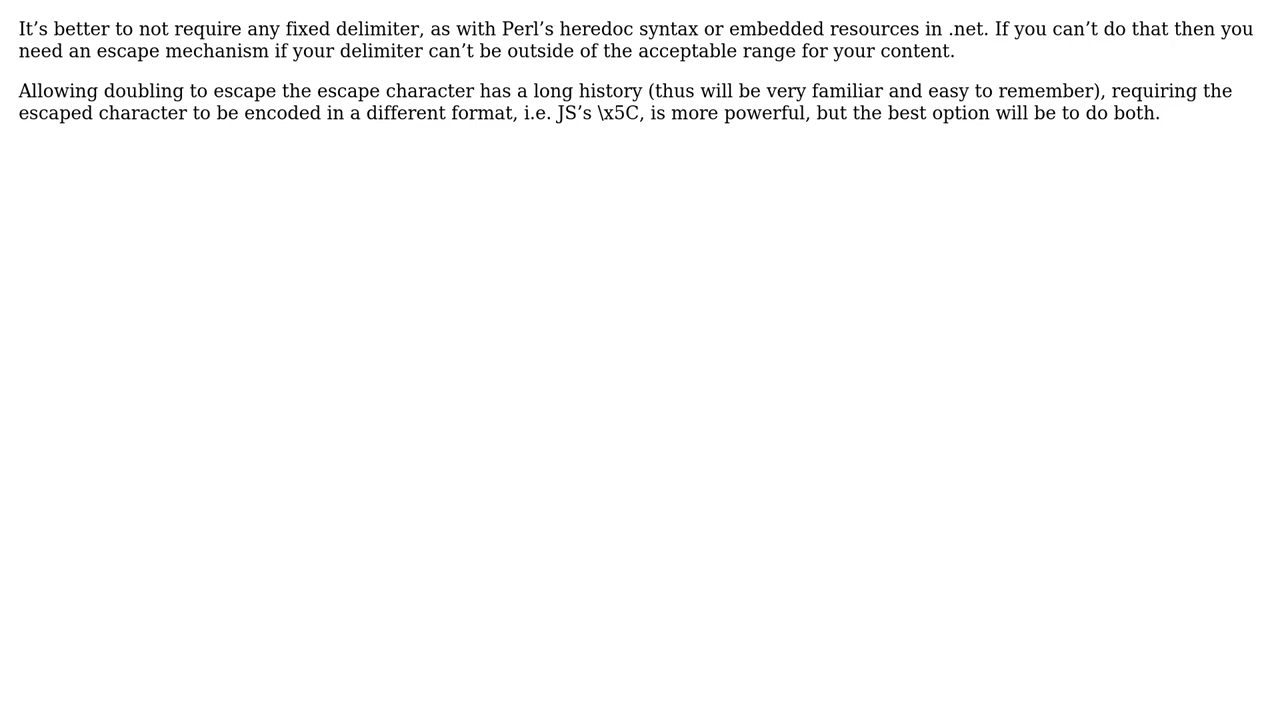 It’s better to not require any fixed delimiter, as with Perl’s heredoc syntax or embedded resources in .net. If you can’t do that then you
need an escape mechanism if your delimiter can’t be outside of the acceptable range for your content.
Allowing doubling to escape the escape character has a long history (thus will be very familiar and easy to remember), requiring the
escaped character to be encoded in a different format, i.e. JS’s \x5C, is more powerful, but the best option will be to do both.